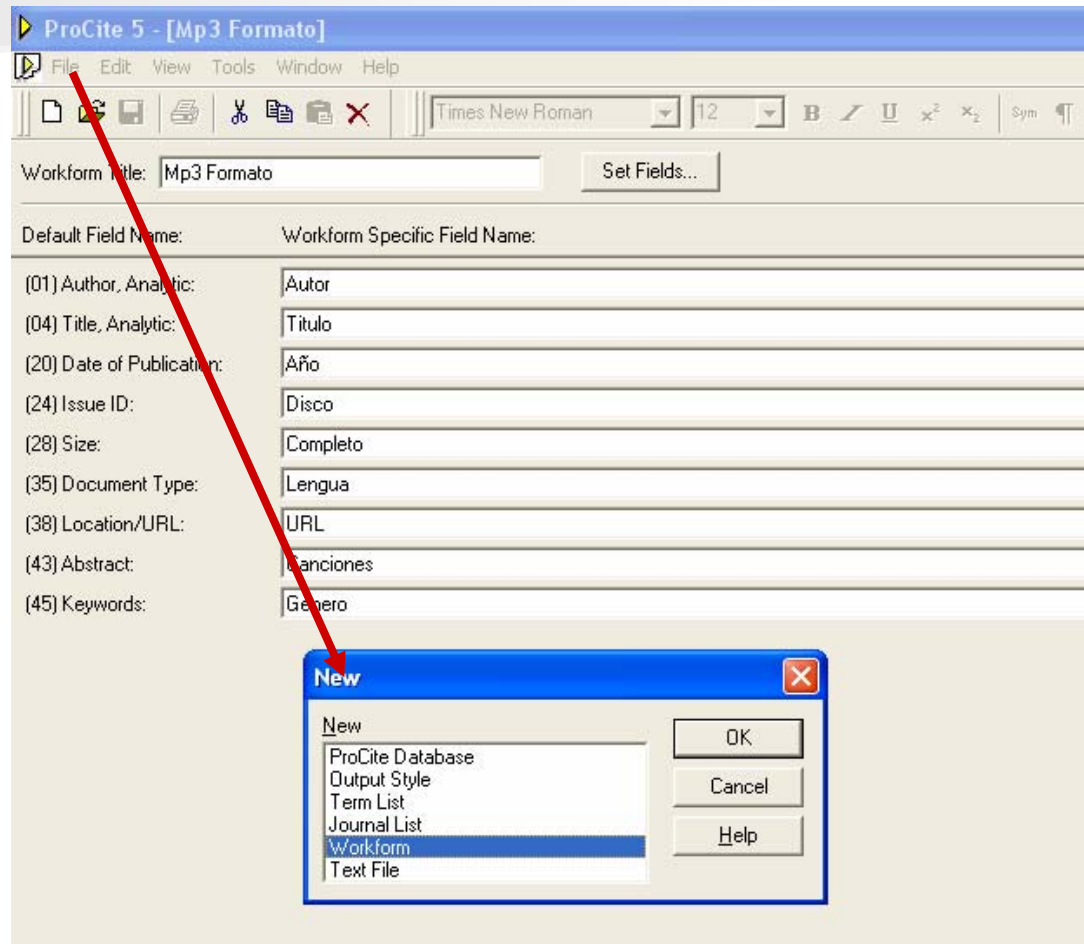 ProCite 5 - [Mp3 Formato]
File Edit View Tools Window Help
Times New Roman 12 B I U x² x₂ Sym ¶
Workform Title: Mp3 Formato Set Fields...
Default Field Name: Workform Specific Field Name:
(01) Author, Analytic: Autor
(04) Title, Analytic: Titulo
(20) Date of Publication: Año
(24) Issue ID: Disco
(28) Size: Completo
(35) Document Type: Lengua
(38) Location/URL: URL
(43) Abstract: Canciones
(45) Keywords: Genero
New
New
ProCite Database
Output Style
Term List
Journal List
Workform
Text File
OK
Cancel
Help